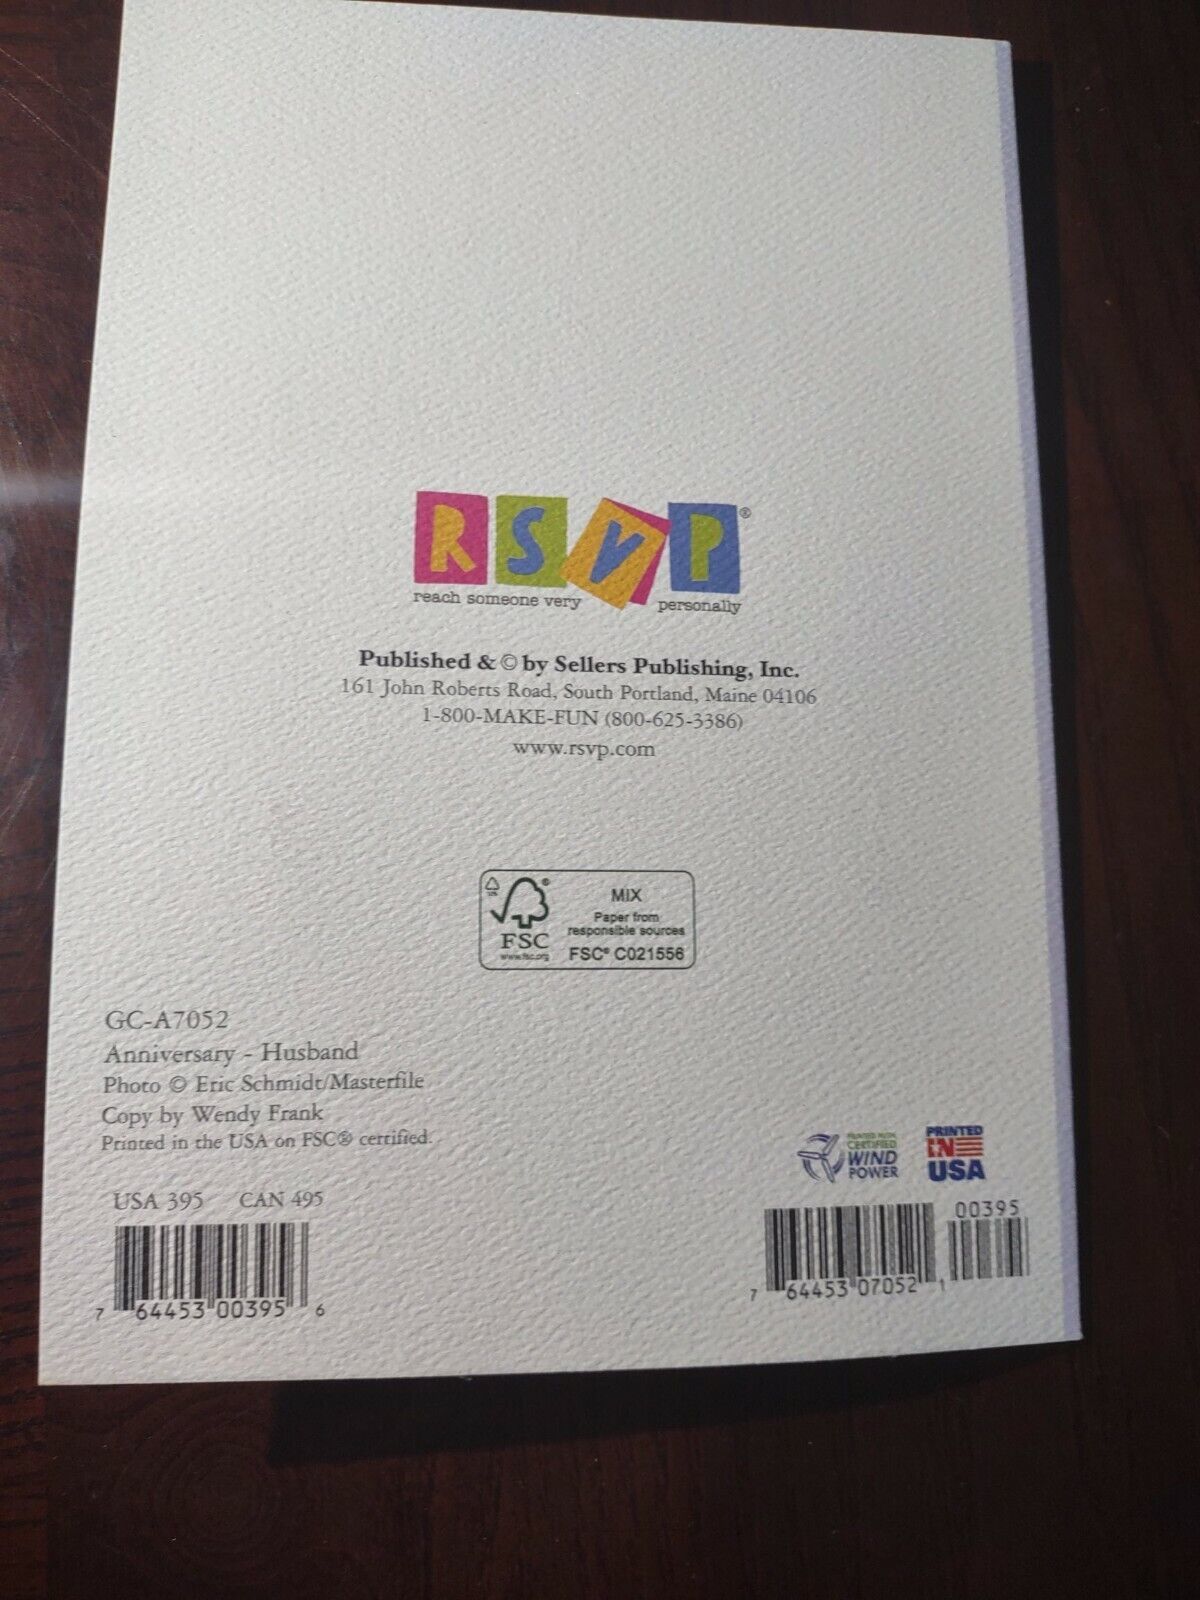 RSVP®
reach someone very personally
Published & © by Sellers Publishing, Inc.
161 John Roberts Road, South Portland, Maine 04106
1-800-MAKE-FUN (800-625-3386)
www.rsvp.com
FSC®
www.fsc.org
MIX
Paper from
responsible sources
FSC® C021556
GC-A7052
Anniversary - Husband
Photo © Eric Schmidt/Masterfile
Copy by Wendy Frank
Printed in the USA on FSC® certified.
PRINTED WITH
CERTIFIED
WIND
POWER
PRINTED
IN
USA
USA 395 CAN 495
7 64453 00395 6
00395
7 64453 07052 1